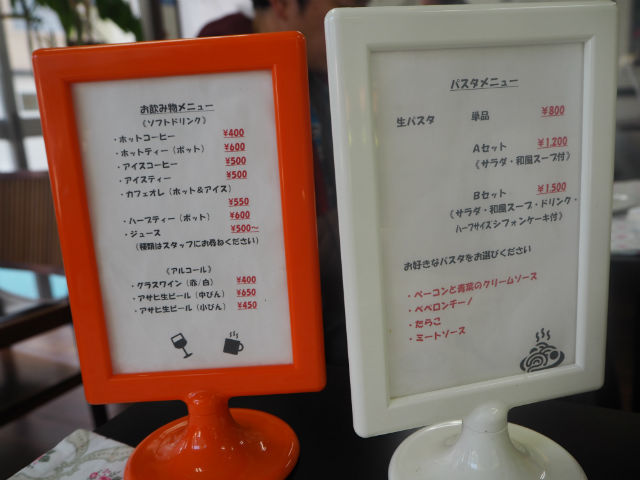 お飲み物メニュー
(ソフトドリンク)
・ホットコーヒー ¥400
・ホットティー(ポット) ¥600
・アイスコーヒー ¥500
・アイスティー ¥500
・カフェオレ(ホット&アイス)
¥550
・ハーブティー(ポット) ¥600
・ジュース ¥500～
(種類はスタッフにお尋ねください)
(アルコール)
・グラスワイン(赤/白) ¥400
・アサヒ生ビール(中びん) ¥650
・アサヒ生ビール(小びん) ¥450
パスタメニュー
生パスタ 単品 ¥800
Aセット ¥1,200
(サラダ・和風スープ付)
Bセット ¥1,500
(サラダ・和風スープ・ドリンク・
ハーフサイズシフォンケーキ付)
お好きなパスタをお選びください
・ベーコンと青菜のクリームソース
・ペペロンチーノ
・たらこ
・ミートソース